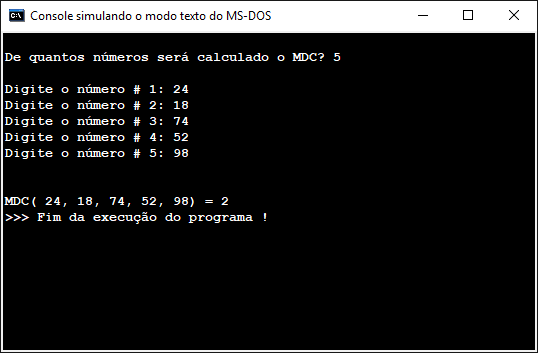 Console simulando o modo texto do MS-DOS
De quantos números será calculado o MDC? 5
Digite o número # 1: 24
Digite o número # 2: 18
Digite o número # 3: 74
Digite o número # 4: 52
Digite o número # 5: 98
MDC( 24, 18, 74, 52, 98) = 2
>>> Fim da execução do programa !